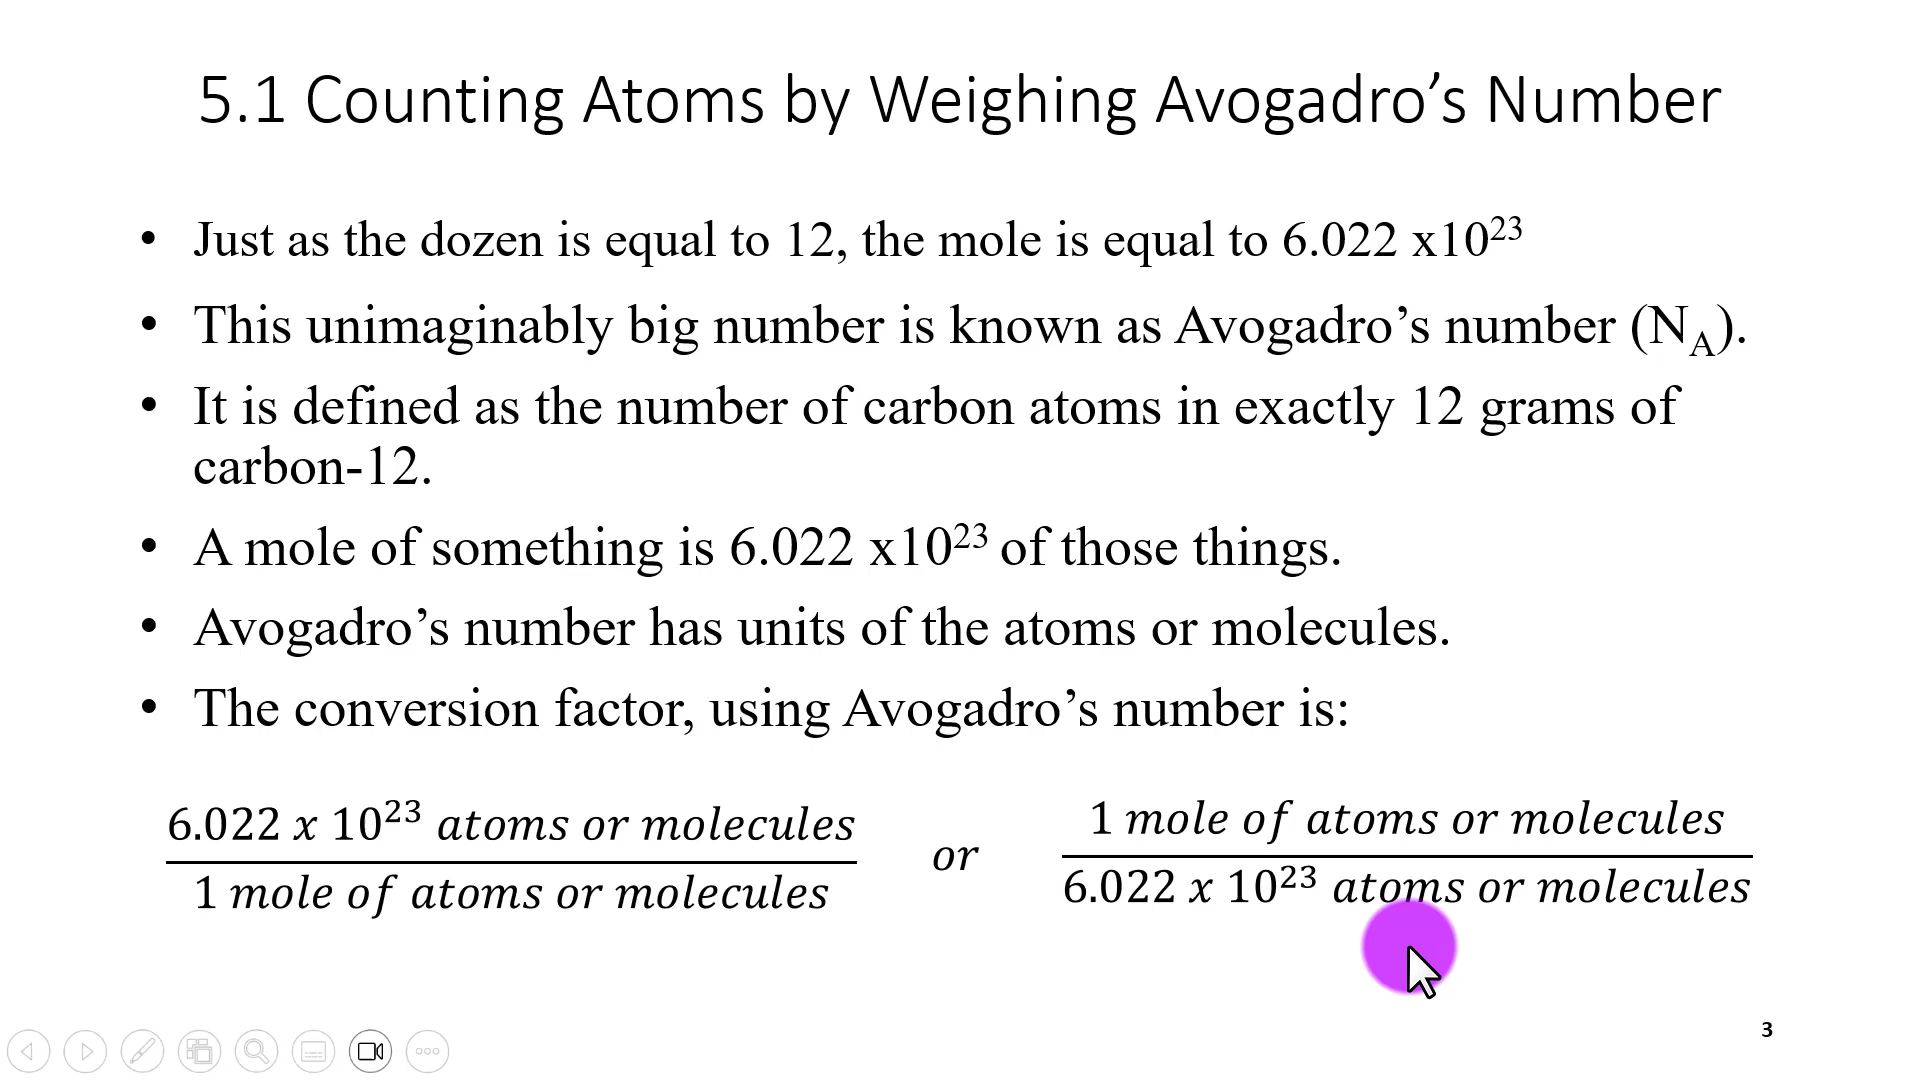 5.1 Counting Atoms by Weighing Avogadro’s Number
• Just as the dozen is equal to 12, the mole is equal to 6.022 x10²³
• This unimaginably big number is known as Avogadro’s number (N_A).
• It is defined as the number of carbon atoms in exactly 12 grams of
carbon-12.
• A mole of something is 6.022 x10²³ of those things.
• Avogadro’s number has units of the atoms or molecules.
• The conversion factor, using Avogadro’s number is:
6.022 x 10²³ atoms or molecules
1 mole of atoms or molecules
or
1 mole of atoms or molecules
6.022 x 10²³ atoms or molecules
3